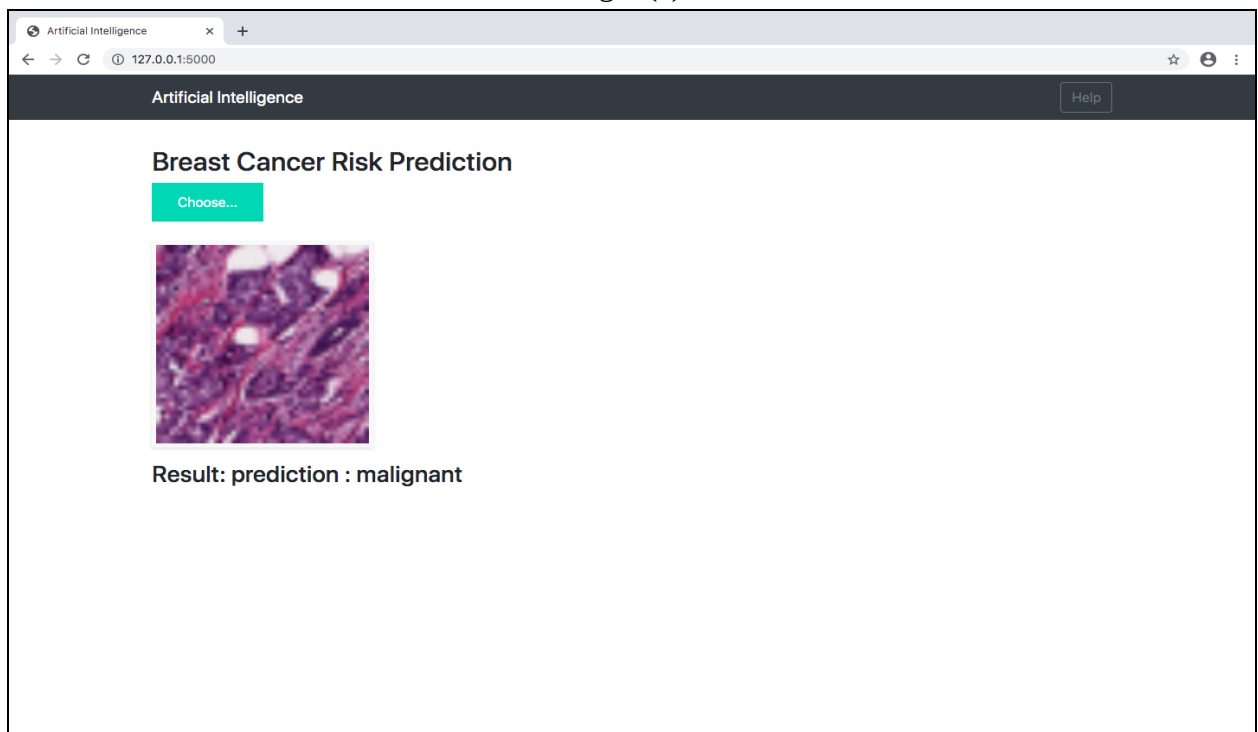 Artificial Intelligence
127.0.0.1:5000
Artificial Intelligence
Help
Breast Cancer Risk Prediction
Choose...
Result: prediction : malignant